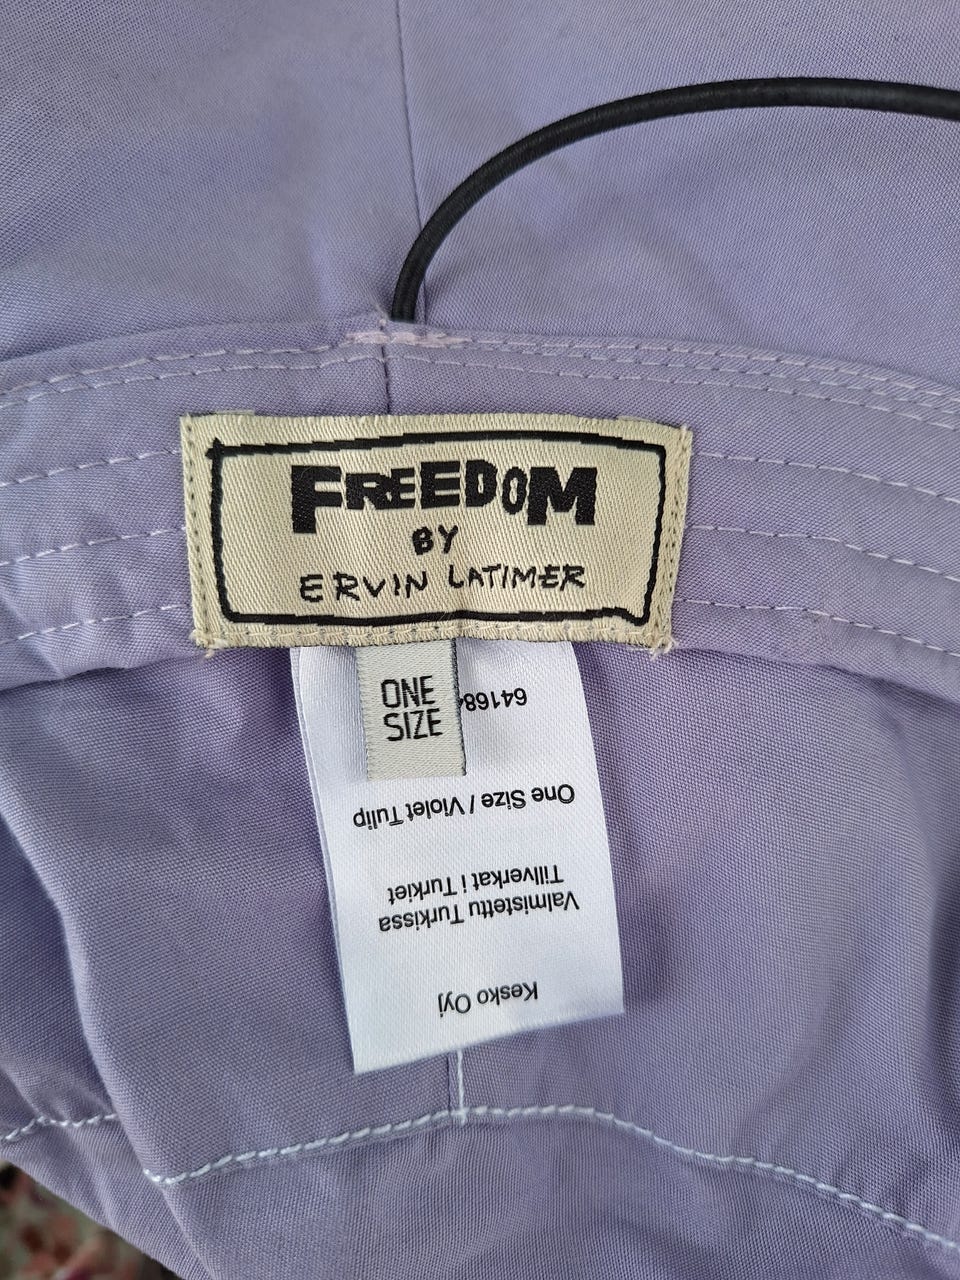 FREEDOM
BY
ERVIN LATIMER
ONE
SIZE
Kesko Oyj
Valmistettu Turkissa
Tillverkat i Turkiet
One Size / Violet Tulip